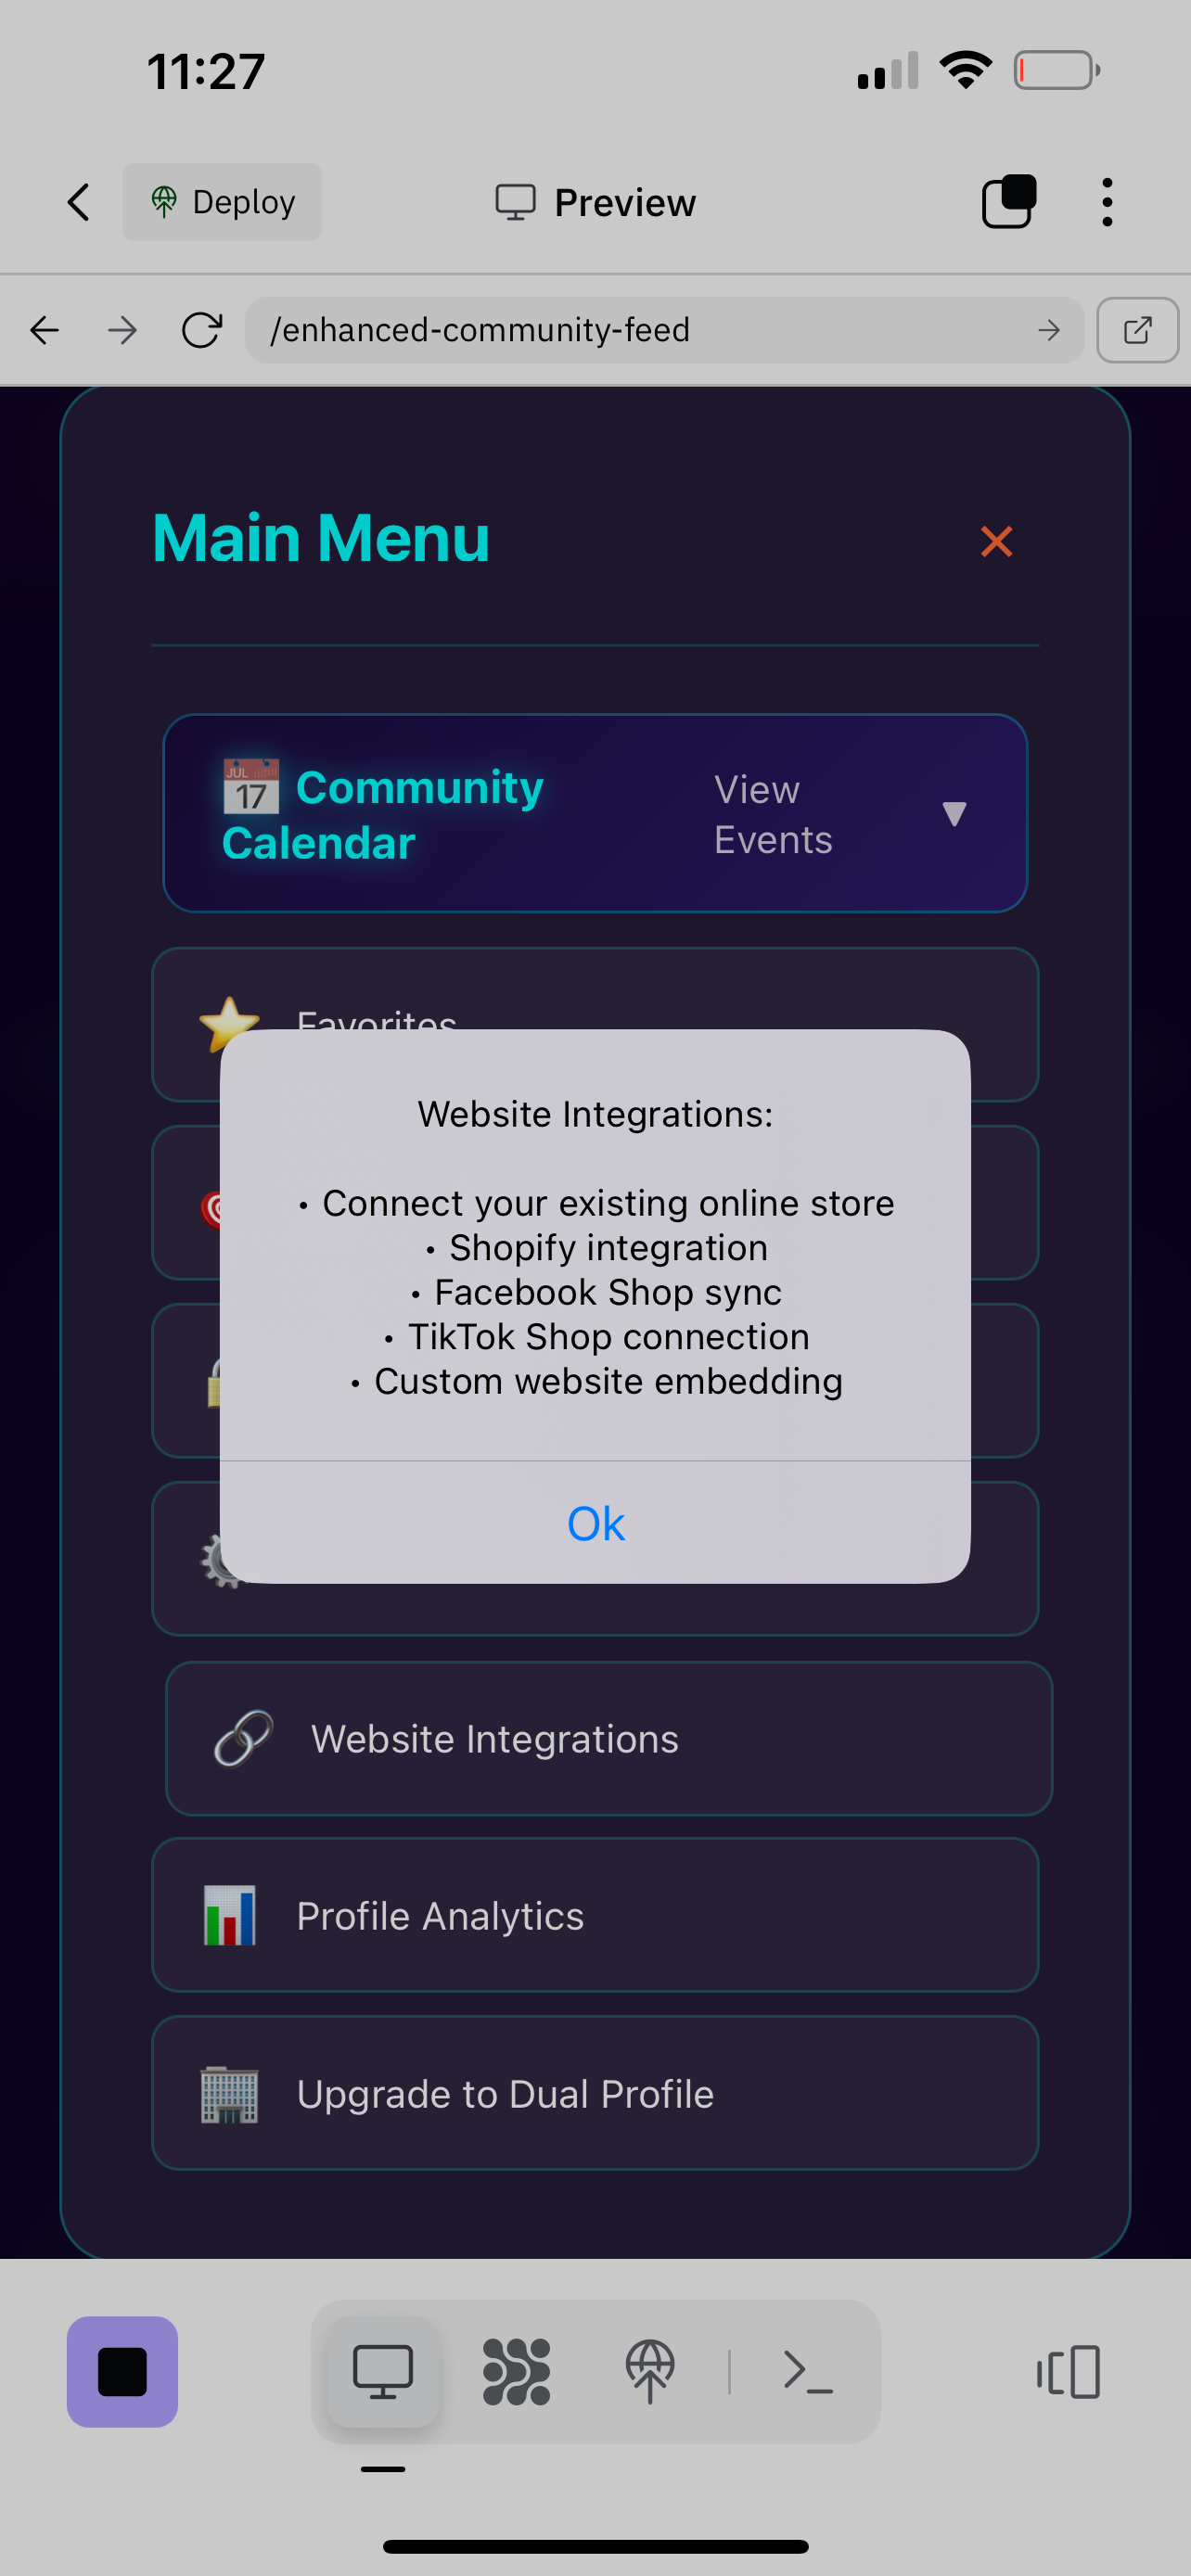 11:27
Deploy
Preview
/enhanced-community-feed
Main Menu
JUL
17
Community
Calendar
View
Events
Favorites
Website Integrations:
• Connect your existing online store
• Shopify integration
• Facebook Shop sync
• TikTok Shop connection
• Custom website embedding
Ok
Website Integrations
Profile Analytics
Upgrade to Dual Profile